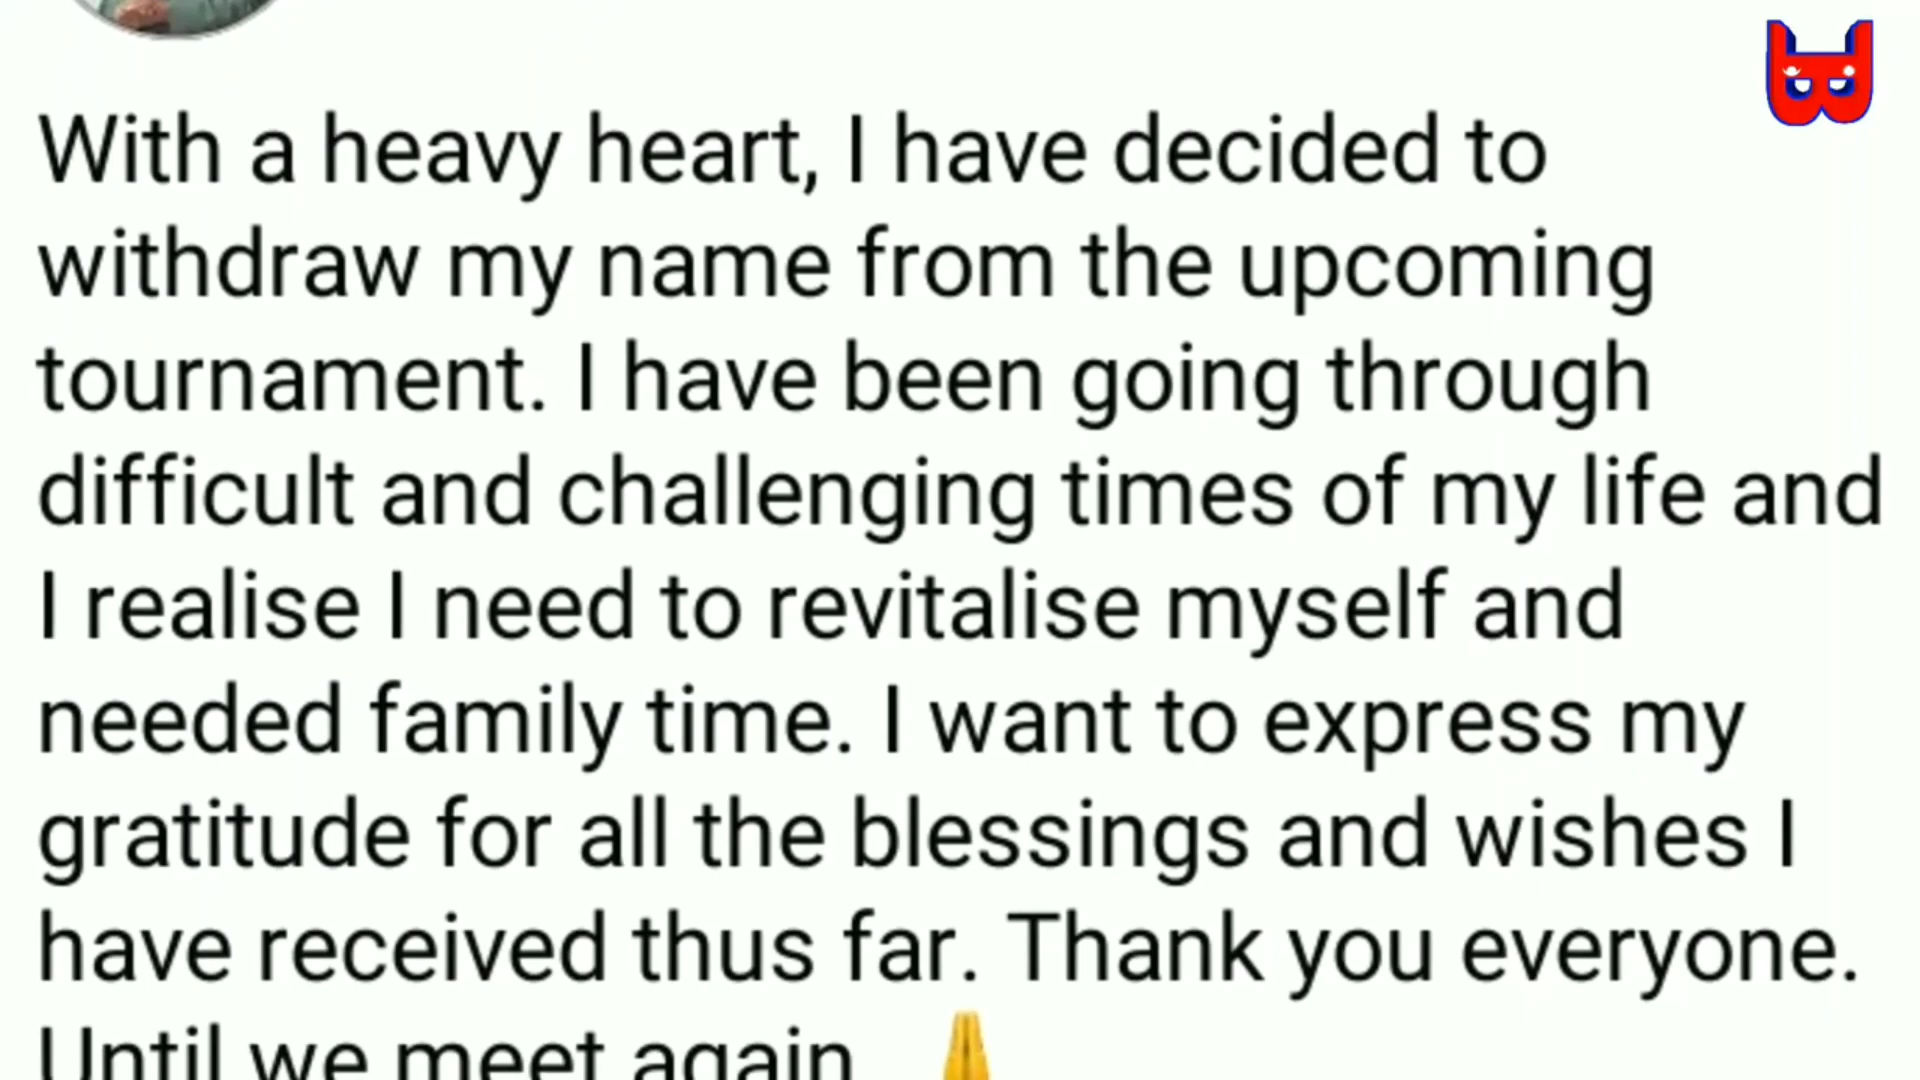 With a heavy heart, I have decided to
withdraw my name from the upcoming
tournament. I have been going through
difficult and challenging times of my life and
I realise I need to revitalise myself and
needed family time. I want to express my
gratitude for all the blessings and wishes I
have received thus far. Thank you everyone.
Until we meet again 🙏